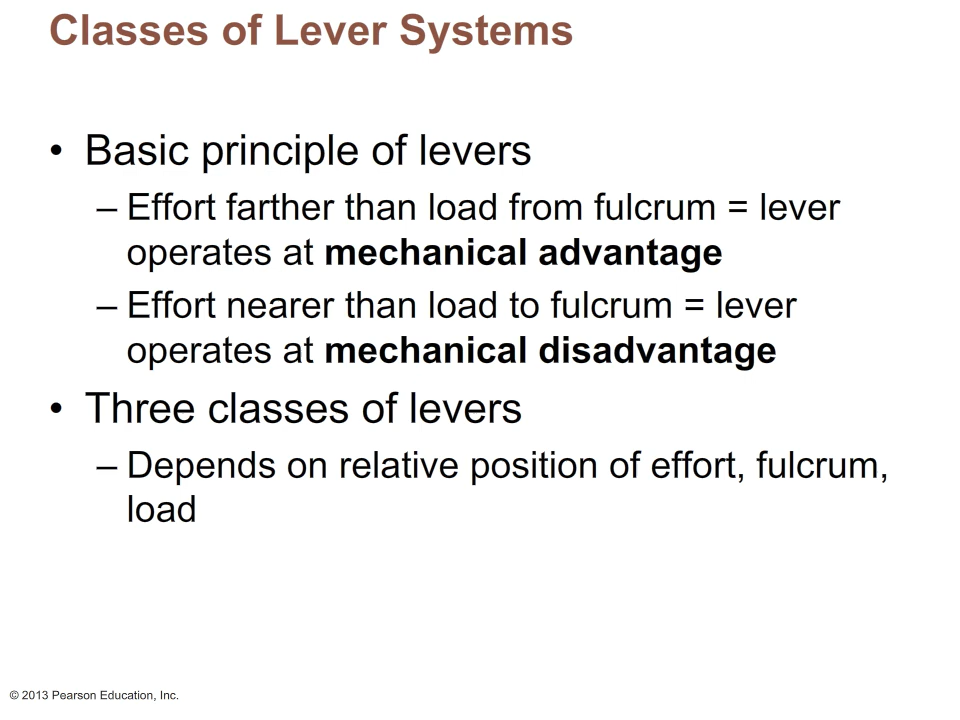 Classes of Lever Systems
• Basic principle of levers
– Effort farther than load from fulcrum = lever
operates at mechanical advantage
– Effort nearer than load to fulcrum = lever
operates at mechanical disadvantage
• Three classes of levers
– Depends on relative position of effort, fulcrum,
load
© 2013 Pearson Education, Inc.